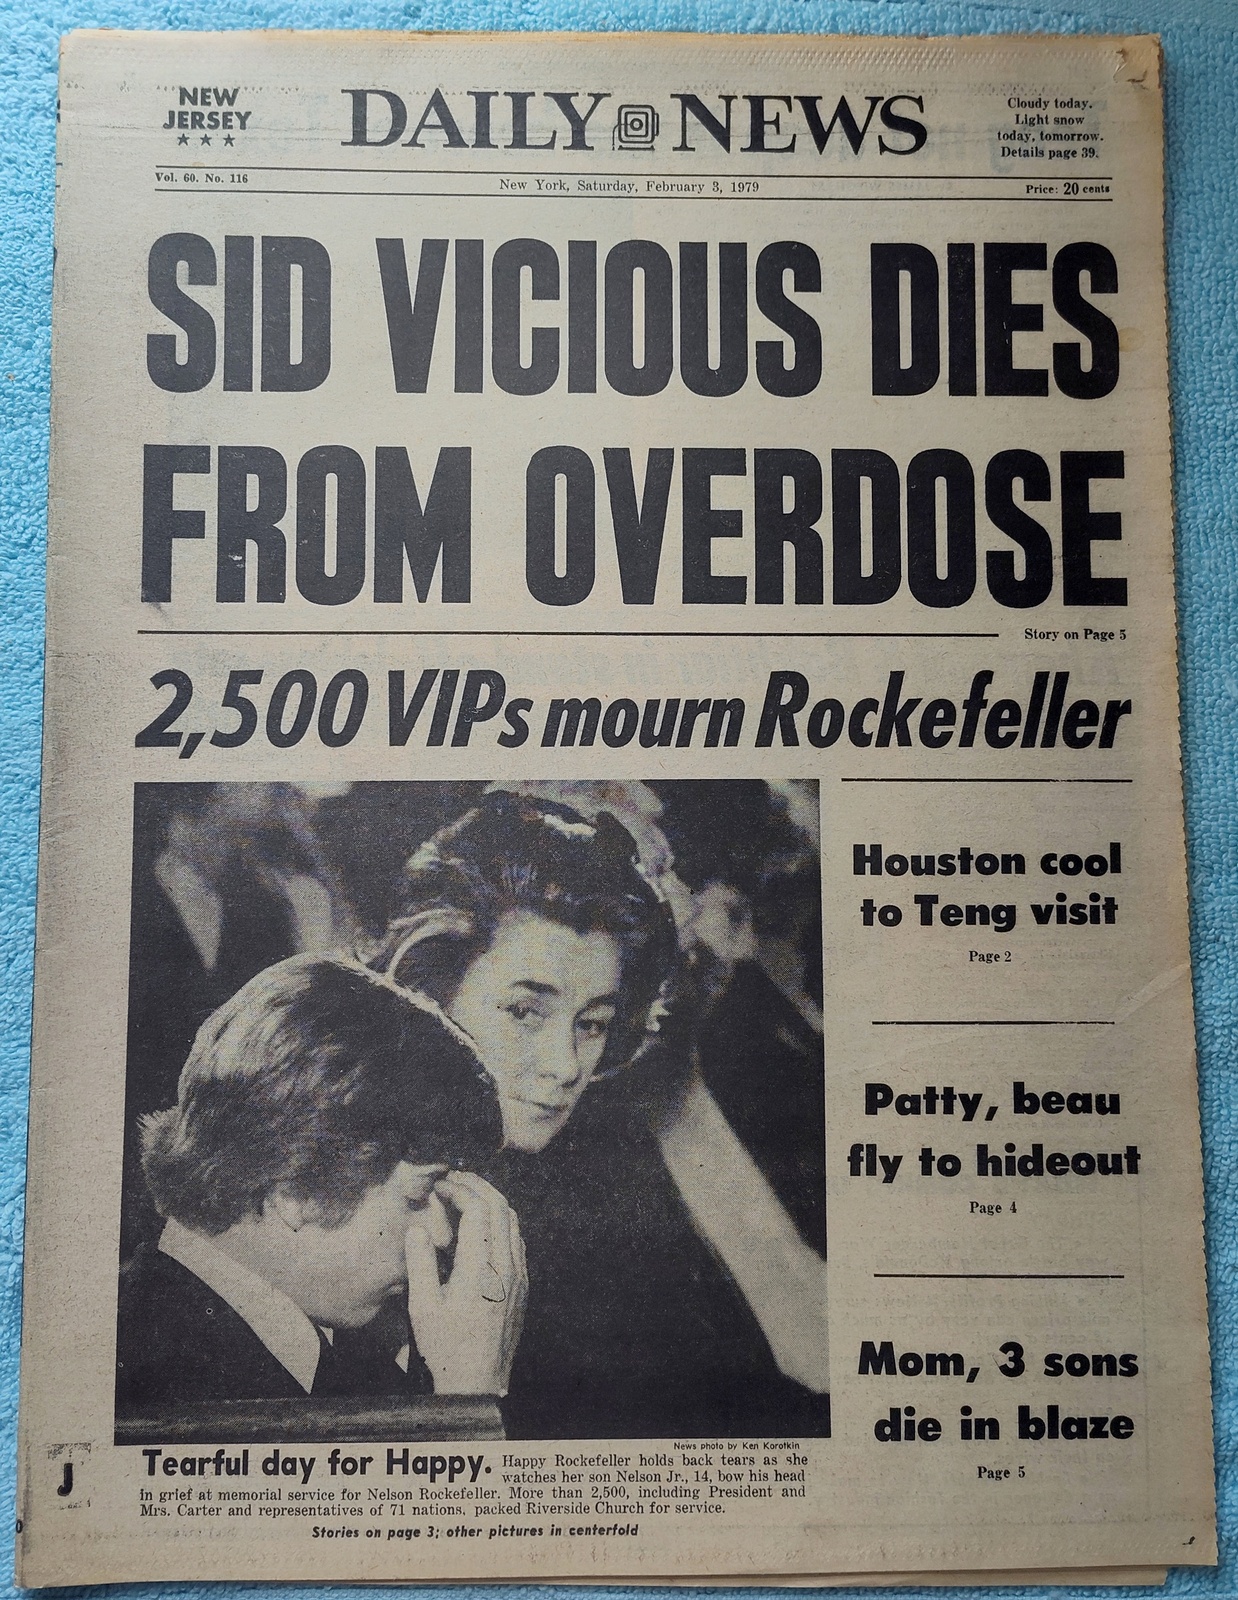 NEW
JERSEY
★ ★ ★
DAILY NEWS
Cloudy today.
Light snow
today, tomorrow.
Details page 39.
Vol. 60. No. 116
New York, Saturday, February 3, 1979
Price: 20 cents
SID VICIOUS DIES
FROM OVERDOSE
Story on Page 5
2,500 VIPs mourn Rockefeller
Houston cool
to Teng visit
Page 2
Patty, beau
fly to hideout
Page 4
Mom, 3 sons
die in blaze
Page 5
News photo by Ken Korotkin
Tearful day for Happy. Happy Rockefeller holds back tears as she
watches her son Nelson Jr., 14, bow his head
in grief at memorial service for Nelson Rockefeller. More than 2,500, including President and
Mrs. Carter and representatives of 71 nations, packed Riverside Church for service.
Stories on page 3; other pictures in centerfold
J